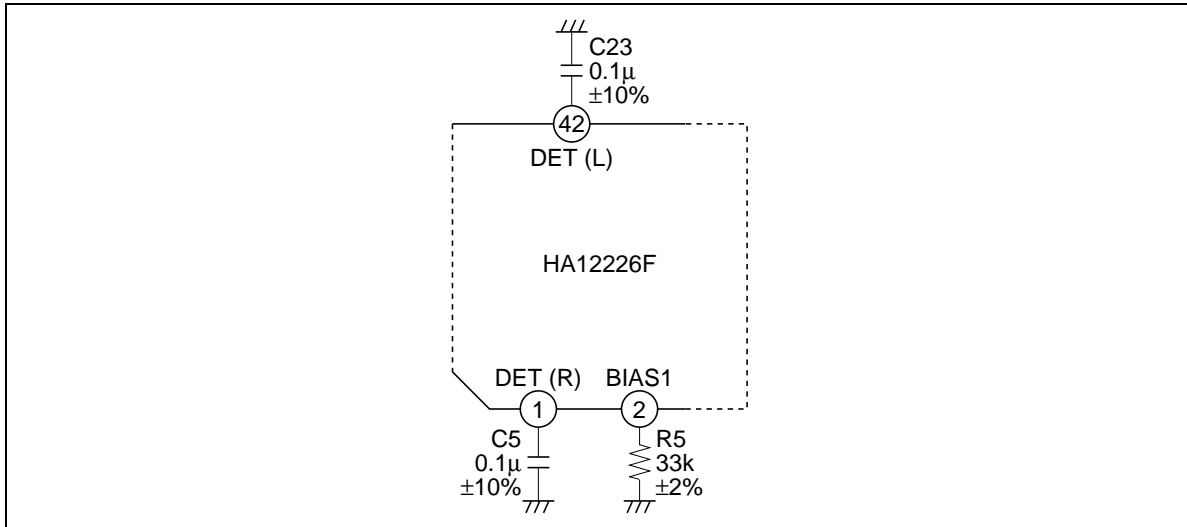 C23
0.1µ
±10%
42
DET (L)
HA12226F
DET (R) BIAS1
1 2
C5 R5
0.1µ 33k
±10% ±2%